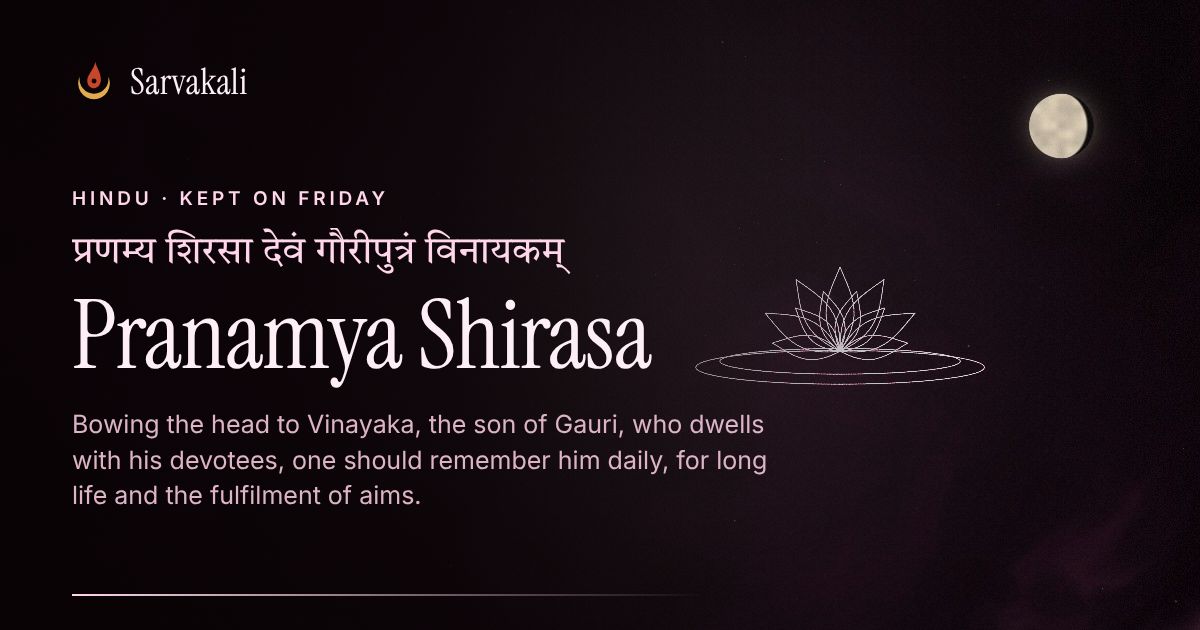 Sarvakali
HINDU · KEPT ON FRIDAY
प्रणम्य शिरसा देवं गौरीपुत्रं विनायकम्
Pranamya Shirasa
Bowing the head to Vinayaka, the son of Gauri, who dwells
with his devotees, one should remember him daily, for long
life and the fulfilment of aims.